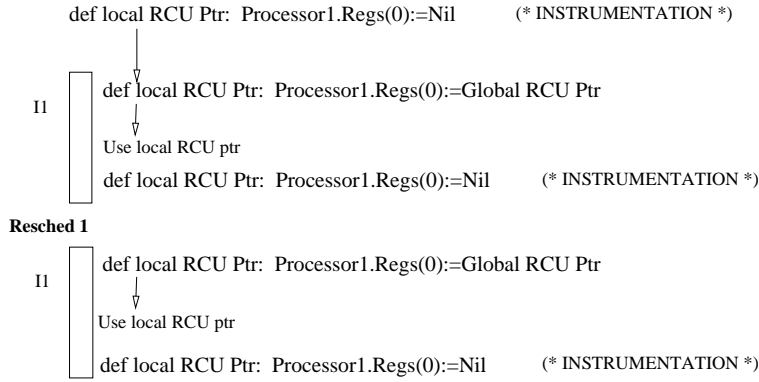 def local RCU Ptr: Processor1.Regs(0):=Nil (* INSTRUMENTATION *)
def local RCU Ptr: Processor1.Regs(0):=Global RCU Ptr
I1
Use local RCU ptr
def local RCU Ptr: Processor1.Regs(0):=Nil (* INSTRUMENTATION *)
Resched 1
def local RCU Ptr: Processor1.Regs(0):=Global RCU Ptr
I1
Use local RCU ptr
def local RCU Ptr: Processor1.Regs(0):=Nil (* INSTRUMENTATION *)